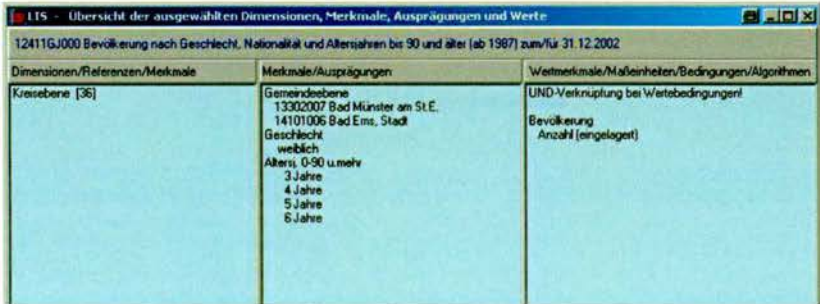 LIS - Übersicht der ausgewählten Dimensionen, Merkmale, Ausprägungen und Werte
12411GJ000 Bevölkerung nach Geschlecht, Nationalität und Altersjahren bis 90 und älter (ab 1987) zum/für 31.12.2002
Dimensionen/Referenzen/Merkmale
Merkmale/Ausprägungen
Wertmerkmale/Maßeinheiten/Bedingungen/Algorithmen
Kreisebene [36]
Gemeindeebene
13302007 Bad Münster am St.E.
14101006 Bad Ems, Stadt
Geschlecht
weiblich
Altersj. 0-90 u.mehr
3 Jahre
4 Jahre
5 Jahre
6 Jahre
UND-Verknüpfung bei Wertebedingungen!
Bevölkerung
Anzahl (eingelagert)